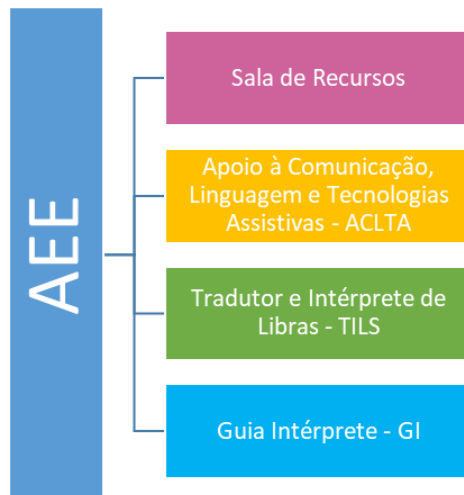 AEE
Sala de Recursos
Apoio à Comunicação,
Linguagem e Tecnologias
Assistivas - ACLTA
Tradutor e Intérprete de
Libras - TILS
Guia Intérprete - GI